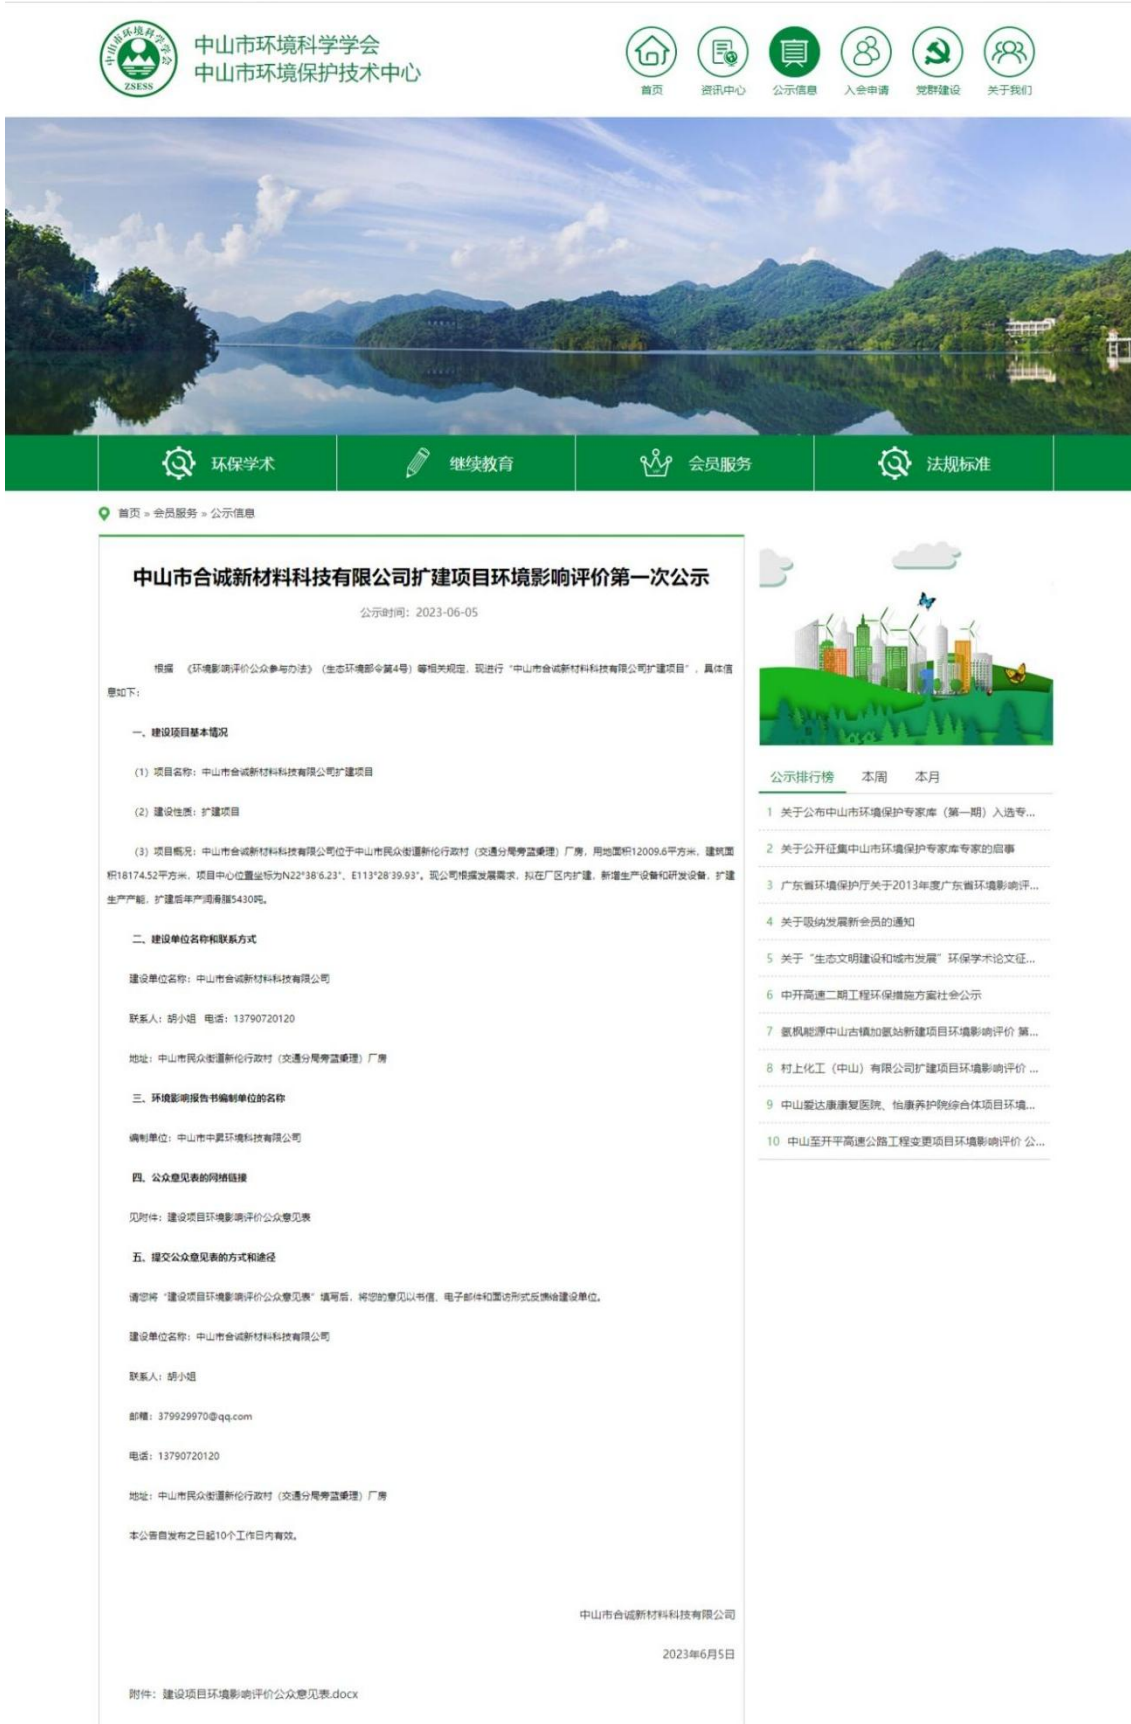 中山市环境科学学会
ZSESS
中山市环境科学学会
中山市环境保护技术中心
首页
资讯中心
公示信息
入会申请
党群建设
关于我们
环保学术
继续教育
会员服务
法规标准
首页 » 会员服务 » 公示信息
中山市合诚新材料科技有限公司扩建项目环境影响评价第一次公示
公示时间：2023-06-05
根据 《环境影响评价公众参与办法》（生态环境部令第4号）等相关规定，现进行“中山市合诚新材料科技有限公司扩建项目”，具体信
息如下：
一、建设项目基本情况
（1）项目名称：中山市合诚新材料科技有限公司扩建项目
（2）建设性质：扩建项目
（3）项目概况：中山市合诚新材料科技有限公司位于中山市民众街道新伦行政村（交通分局旁蓝秉理）厂房，用地面积12009.6平方米，建筑面
积18174.52平方米，项目中心位置坐标为N22°38'6.23"，E113°28'39.93"。现公司根据发展需求，拟在厂区内扩建，新增生产设备和研发设备，扩建
生产产能，扩建后年产润滑脂5430吨。
二、建设单位名称和联系方式
建设单位名称：中山市合诚新材料科技有限公司
联系人：胡小姐 电话：13790720120
地址：中山市民众街道新伦行政村（交通分局旁蓝秉理）厂房
三、环境影响报告书编制单位的名称
编制单位：中山市中昇环境科技有限公司
四、公众意见表的网络链接
见附件：建设项目环境影响评价公众意见表
五、提交公众意见表的方式和途径
请您将“建设项目环境影响评价公众意见表”填写后，将您的意见以书信、电子邮件和面访形式反馈给建设单位。
建设单位名称：中山市合诚新材料科技有限公司
联系人：胡小姐
邮箱：379929970@qq.com
电话：13790720120
地址：中山市民众街道新伦行政村（交通分局旁蓝秉理）厂房
本公告自发布之日起10个工作日内有效。
中山市合诚新材料科技有限公司
2023年6月5日
附件：建设项目环境影响评价公众意见表.docx
公示排行榜 本周 本月
1 关于公布中山市环境保护专家库（第一期）入选专...
2 关于公开征集中山市环境保护专家库专家的启事
3 广东省环境保护厅关于2013年度广东省环境影响评...
4 关于吸纳发展新会员的通知
5 关于“生态文明建设和城市发展”环保学术论文征...
6 中开高速二期工程环保措施方案社会公示
7 氢枫能源中山古镇加氢站新建项目环境影响评价 第...
8 村上化工（中山）有限公司扩建项目环境影响评价 ...
9 中山爱达康康复医院、怡康养护院综合体项目环境...
10 中山至开平高速公路工程变更项目环境影响评价 公...